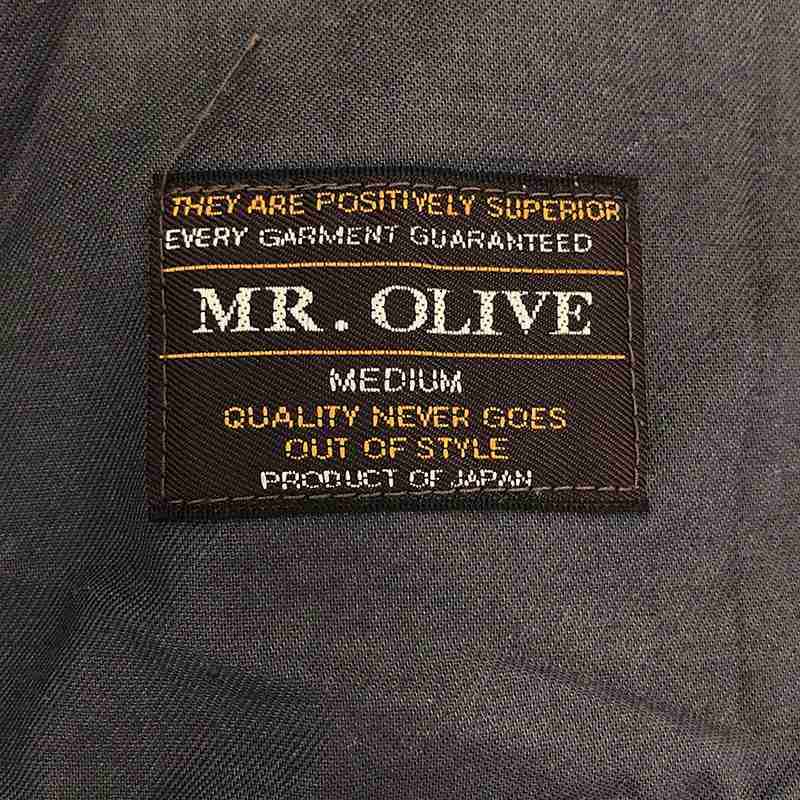 THEY ARE POSITIVELY SUPERIOR
EVERY GARMENT GUARANTEED
MR. OLIVE
MEDIUM
QUALITY NEVER GOES
OUT OF STYLE
PRODUCT OF JAPAN